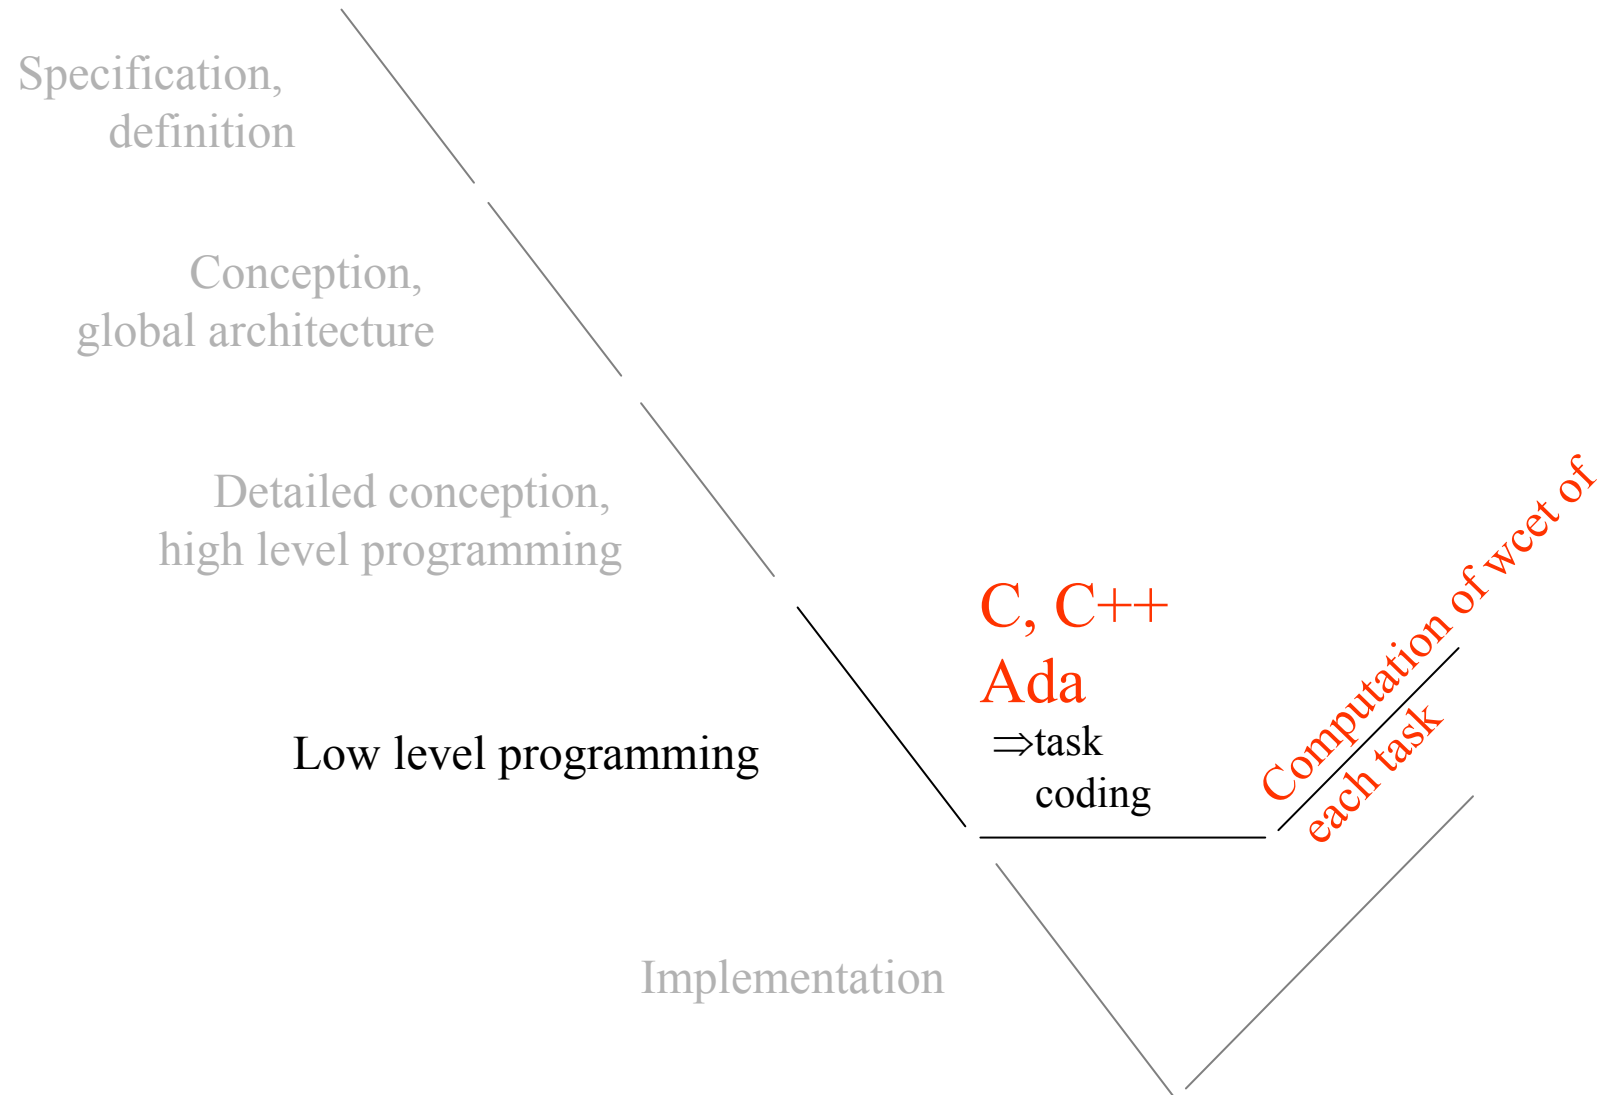 Specification,
definition
Conception,
global architecture
Detailed conception,
high level programming
Low level programming
C, C++
Ada
⇒task
coding
Computation of wcet of
each task
Implementation